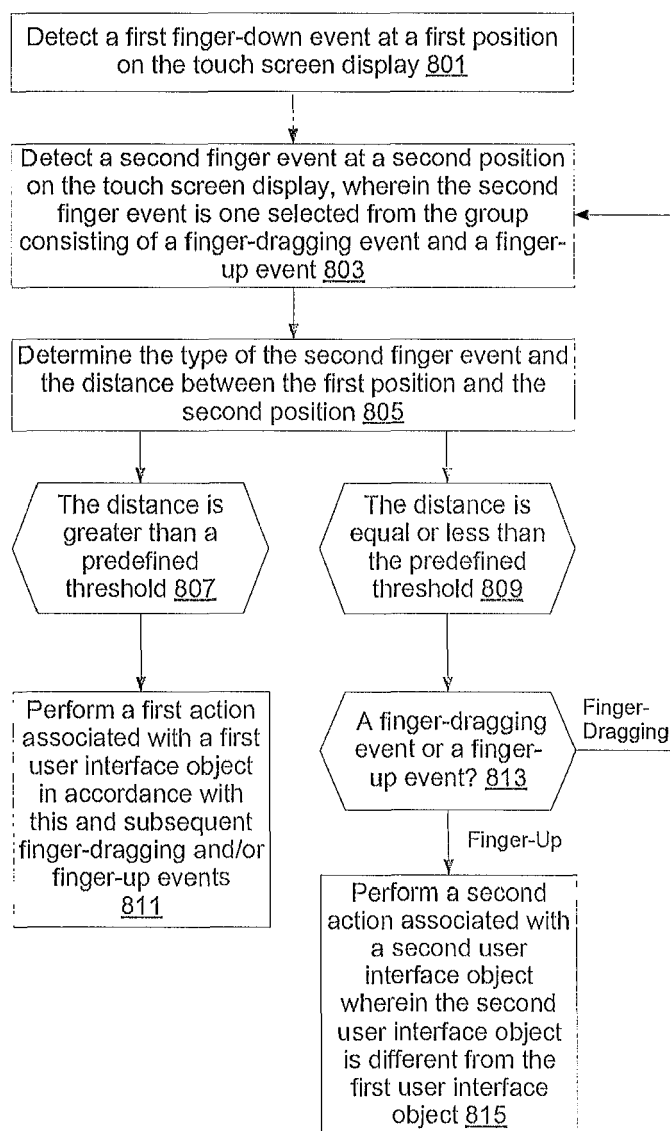 Detect a first finger-down event at a first position
on the touch screen display 801
Detect a second finger event at a second position
on the touch screen display, wherein the second
finger event is one selected from the group
consisting of a finger-dragging event and a finger-
up event 803
Determine the type of the second finger event and
the distance between the first position and the
second position 805
The distance is
greater than a
predefined
threshold 807
The distance is
equal or less than
the predefined
threshold 809
Perform a first action
associated with a first
user interface object
in accordance with
this and subsequent
finger-dragging and/or
finger-up events
811
A finger-dragging
event or a finger-
up event? 813
Finger-
Dragging
Finger-Up
Perform a second
action associated with
a second user
interface object
wherein the second
user interface object
is different from the
first user interface
object 815